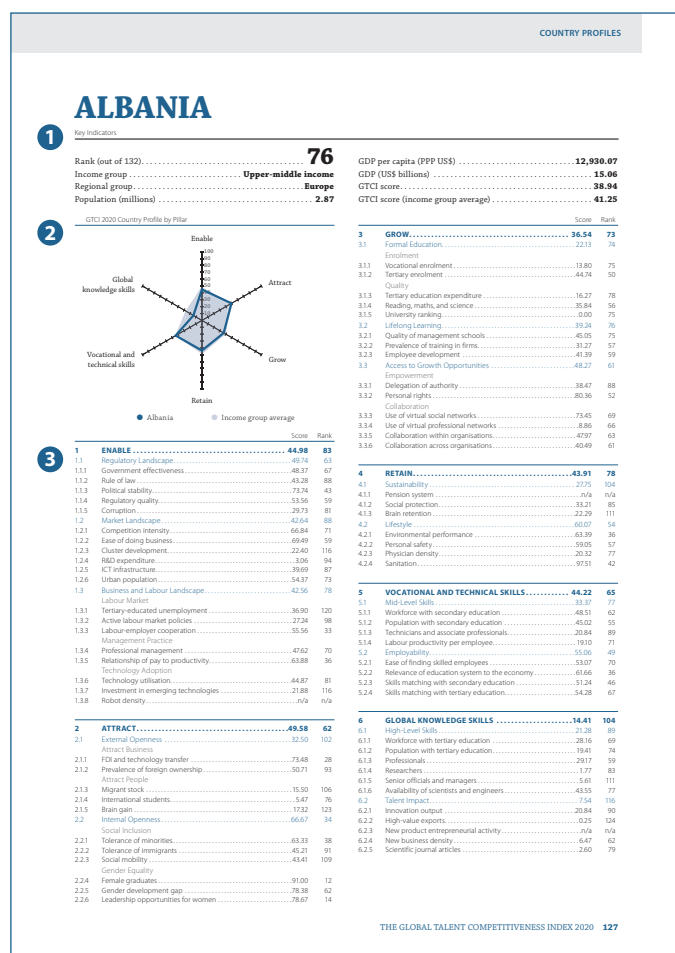 COUNTRY PROFILES
ALBANIA
1
Key Indicators
Rank (out of 132) 76
Income group Upper-middle income
Regional group Europe
Population (millions) 2.87
GDP per capita (PPP US$) 12,930.07
GDP (US$ billions) 15.06
GTCI score 38.94
GTCI score (income group average) 41.25
2
GTCI 2020 Country Profile by Pillar
Enable
100
90
80
70
60
50
40
30
20
10
Attract
Grow
Retain
Vocational and
technical skills
Global
knowledge skills
Albania Income group average
3
Score Rank
1 ENABLE 44.98 83
1.1 Regulatory Landscape 49.74 63
1.1.1 Government effectiveness 48.37 67
1.1.2 Rule of law 43.28 88
1.1.3 Political stability 73.74 43
1.1.4 Regulatory quality 53.56 59
1.1.5 Corruption 29.73 81
1.2 Market Landscape 42.64 88
1.2.1 Competition intensity 66.84 71
1.2.2 Ease of doing business 69.49 59
1.2.3 Cluster development 22.40 116
1.2.4 R&D expenditure 3.06 94
1.2.5 ICT infrastructure 39.69 87
1.2.6 Urban population 54.37 73
1.3 Business and Labour Landscape 42.56 78
Labour Market
1.3.1 Tertiary-educated unemployment 36.90 120
1.3.2 Active labour market policies 27.24 98
1.3.3 Labour-employer cooperation 55.56 33
Management Practice
1.3.4 Professional management 47.62 70
1.3.5 Relationship of pay to productivity 63.88 36
Technology Adoption
1.3.6 Technology utilisation 44.87 81
1.3.7 Investment in emerging technologies 21.88 116
1.3.8 Robot density n/a n/a
2 ATTRACT 49.58 62
2.1 External Openness 32.50 102
Attract Business
2.1.1 FDI and technology transfer 73.48 28
2.1.2 Prevalence of foreign ownership 50.71 93
Attract People
2.1.3 Migrant stock 15.50 106
2.1.4 International students 5.47 76
2.1.5 Brain gain 17.32 123
2.2 Internal Openness 66.67 34
Social Inclusion
2.2.1 Tolerance of minorities 63.33 38
2.2.2 Tolerance of immigrants 45.21 91
2.2.3 Social mobility 43.41 109
Gender Equality
2.2.4 Female graduates 91.00 12
2.2.5 Gender development gap 78.38 62
2.2.6 Leadership opportunities for women 78.67 14
Score Rank
3 GROW 36.54 73
3.1 Formal Education 22.13 74
Enrolment
3.1.1 Vocational enrolment 13.80 75
3.1.2 Tertiary enrolment 44.74 50
Quality
3.1.3 Tertiary education expenditure 16.27 78
3.1.4 Reading, maths, and science 35.84 56
3.1.5 University ranking 0.00 75
3.2 Lifelong Learning 39.24 76
3.2.1 Quality of management schools 45.05 75
3.2.2 Prevalence of training in firms 31.27 57
3.2.3 Employee development 41.39 59
3.3 Access to Growth Opportunities 48.27 61
Empowerment
3.3.1 Delegation of authority 38.47 88
3.3.2 Personal rights 80.36 52
Collaboration
3.3.3 Use of virtual social networks 73.45 69
3.3.4 Use of virtual professional networks 8.86 66
3.3.5 Collaboration within organisations 47.97 63
3.3.6 Collaboration across organisations 40.49 61
4 RETAIN 43.91 78
4.1 Sustainability 27.75 104
4.1.1 Pension system n/a n/a
4.1.2 Social protection 33.21 85
4.1.3 Brain retention 22.29 111
4.2 Lifestyle 60.07 54
4.2.1 Environmental performance 63.39 36
4.2.2 Personal safety 59.05 57
4.2.3 Physician density 20.32 77
4.2.4 Sanitation 97.51 42
5 VOCATIONAL AND TECHNICAL SKILLS 44.22 65
5.1 Mid-Level Skills 33.37 77
5.1.1 Workforce with secondary education 48.51 62
5.1.2 Population with secondary education 45.02 55
5.1.3 Technicians and associate professionals 20.84 89
5.1.4 Labour productivity per employee 19.10 71
5.2 Employability 55.06 49
5.2.1 Ease of finding skilled employees 53.07 70
5.2.2 Relevance of education system to the economy 61.66 36
5.2.3 Skills matching with secondary education 51.24 46
5.2.4 Skills matching with tertiary education 54.28 67
6 GLOBAL KNOWLEDGE SKILLS 14.41 104
6.1 High-Level Skills 21.28 89
6.1.1 Workforce with tertiary education 28.16 69
6.1.2 Population with tertiary education 19.41 74
6.1.3 Professionals 29.17 59
6.1.4 Researchers 1.77 83
6.1.5 Senior officials and managers 5.61 111
6.1.6 Availability of scientists and engineers 43.55 77
6.2 Talent Impact 7.54 116
6.2.1 Innovation output 20.84 90
6.2.2 High-value exports 0.25 124
6.2.3 New product entrepreneurial activity n/a n/a
6.2.4 New business density 6.47 62
6.2.5 Scientific journal articles 2.60 79
THE GLOBAL TALENT COMPETITIVENESS INDEX 2020 127